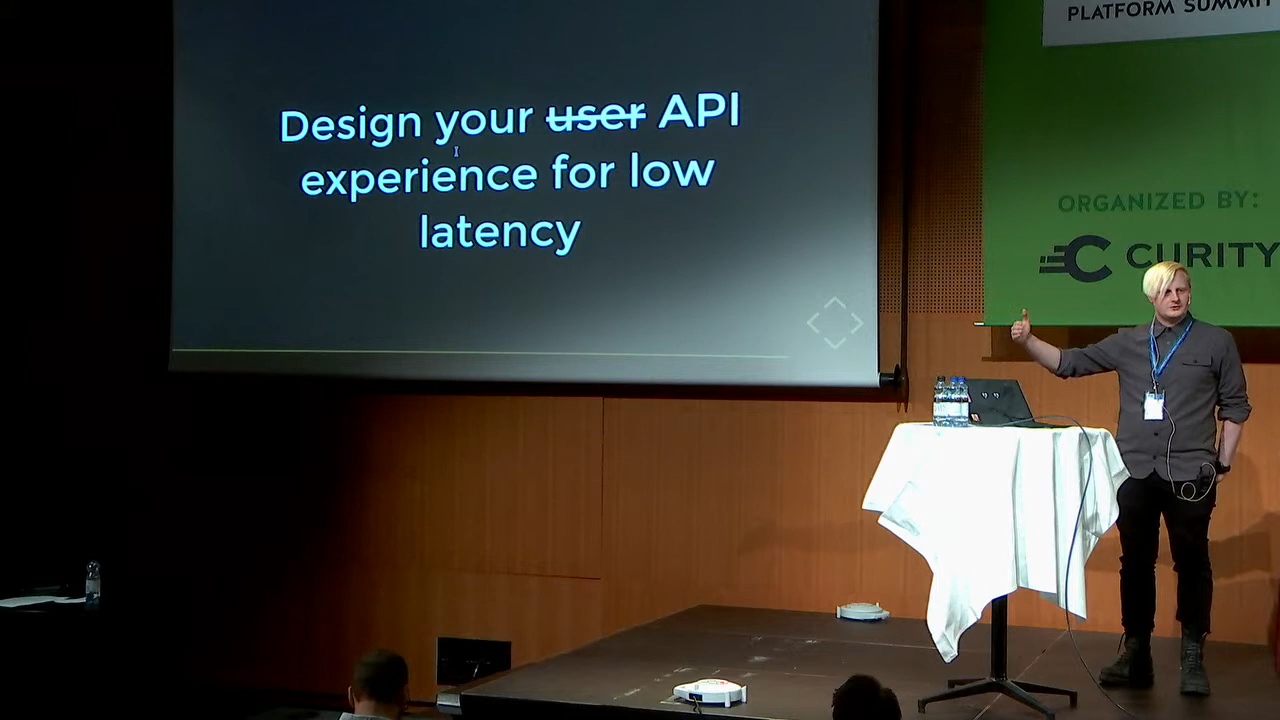 Design your ~~user~~ API
experience for low
latency
PLATFORM SUMMIT
ORGANIZED BY:
CURITY